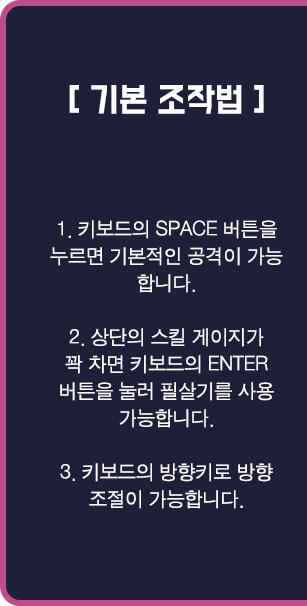 [ 기본 조작법 ]
1. 키보드의 SPACE 버튼을
누르면 기본적인 공격이 가능
합니다.
2. 상단의 스킬 게이지가
꽉 차면 키보드의 ENTER
버튼을 눌러 필살기를 사용
가능합니다.
3. 키보드의 방향키로 방향
조절이 가능합니다.